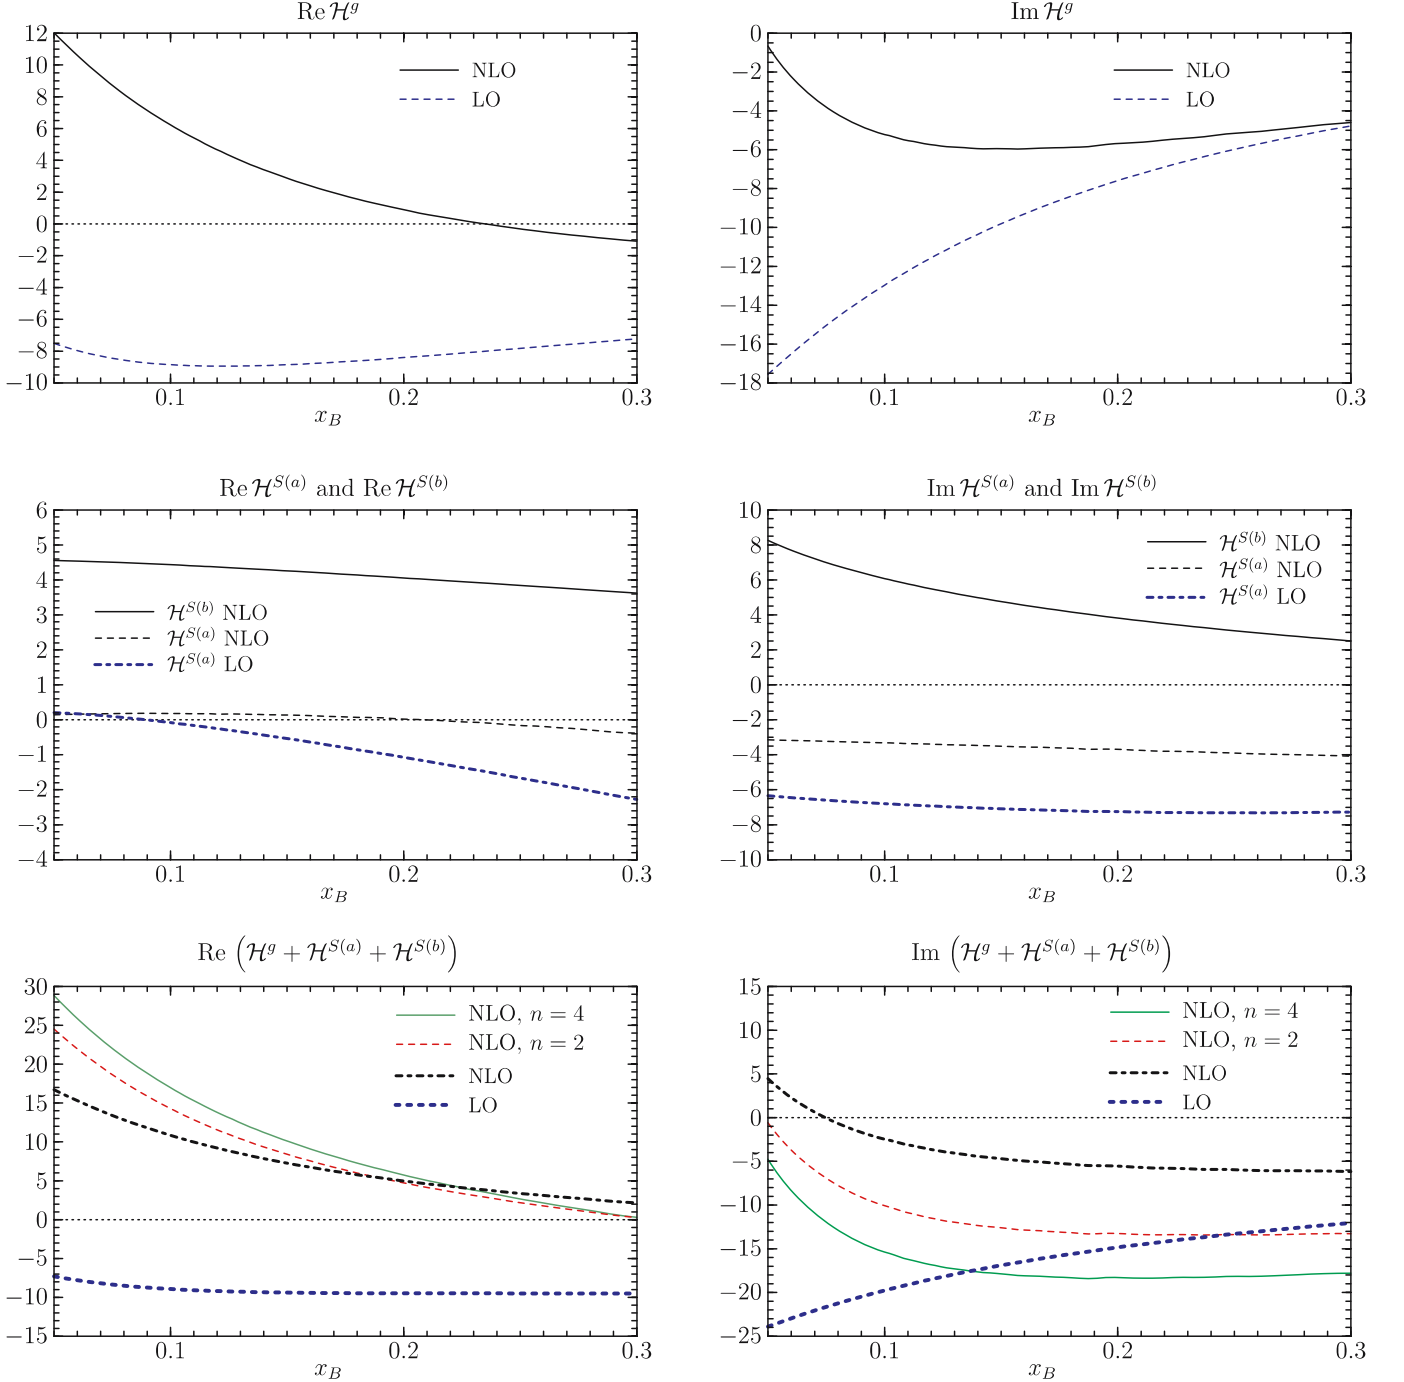 Re ℋ^g
12
10
8
6
4
2
0
−2
−4
−6
−8
−10
NLO
LO
0.1 0.2 0.3
x_B
Im ℋ^g
0
−2
−4
−6
−8
−10
−12
−14
−16
−18
NLO
LO
0.1 0.2 0.3
x_B
Re ℋ^{S(a)} and Re ℋ^{S(b)}
6
5
4
3
2
1
0
−1
−2
−3
−4
ℋ^{S(b)} NLO
ℋ^{S(a)} NLO
ℋ^{S(a)} LO
0.1 0.2 0.3
x_B
Im ℋ^{S(a)} and Im ℋ^{S(b)}
10
8
6
4
2
0
−2
−4
−6
−8
−10
ℋ^{S(b)} NLO
ℋ^{S(a)} NLO
ℋ^{S(a)} LO
0.1 0.2 0.3
x_B
Re (ℋ^g + ℋ^{S(a)} + ℋ^{S(b)})
30
25
20
15
10
5
0
−5
−10
−15
NLO, n = 4
NLO, n = 2
NLO
LO
0.1 0.2 0.3
x_B
Im (ℋ^g + ℋ^{S(a)} + ℋ^{S(b)})
15
10
5
0
−5
−10
−15
−20
−25
NLO, n = 4
NLO, n = 2
NLO
LO
0.1 0.2 0.3
x_B